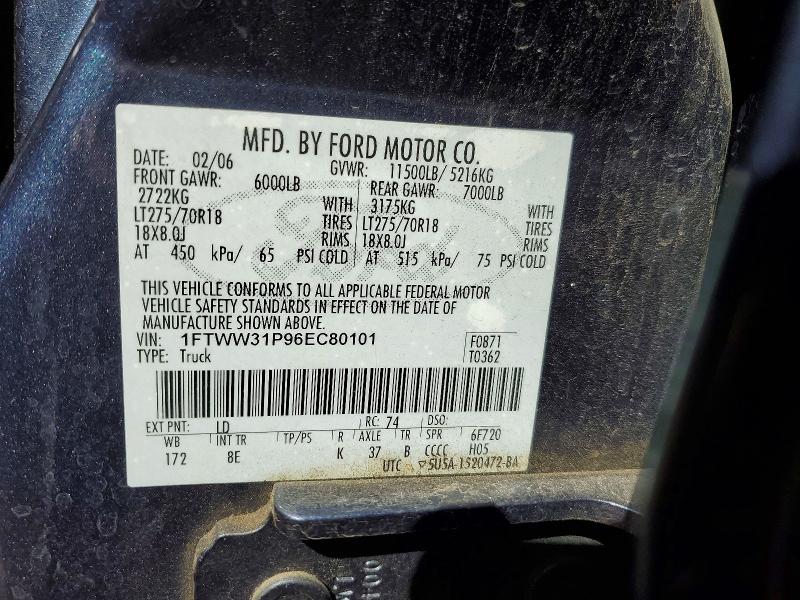 MFD. BY FORD MOTOR CO.
DATE: 02/06 GVWR: 11500LB/ 5216KG
FRONT GAWR: 6000LB REAR GAWR: 7000LB
2722KG WITH 3175KG WITH
LT275/70R18 TIRES LT275/70R18 TIRES
18X8.0J RIMS 18X8.0J RIMS
AT 450 kPa/ 65 PSI COLD AT 515 kPa/ 75 PSI COLD
Ford
THIS VEHICLE CONFORMS TO ALL APPLICABLE FEDERAL MOTOR
VEHICLE SAFETY STANDARDS IN EFFECT ON THE DATE OF
MANUFACTURE SHOWN ABOVE.
VIN: 1FTWW31P96EC80101 F0871
TYPE: Truck T0362
EXT PNT: LD RC: 74 DSO:
WB INT TR TP/PS R AXLE TR SPR 6F720
172 8E K 37 B CCCC H05
UTC ▽5U5A-1520472-BA